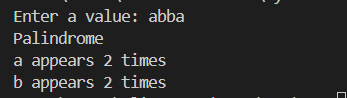 Enter a value: abba
Palindrome
a appears 2 times
b appears 2 times